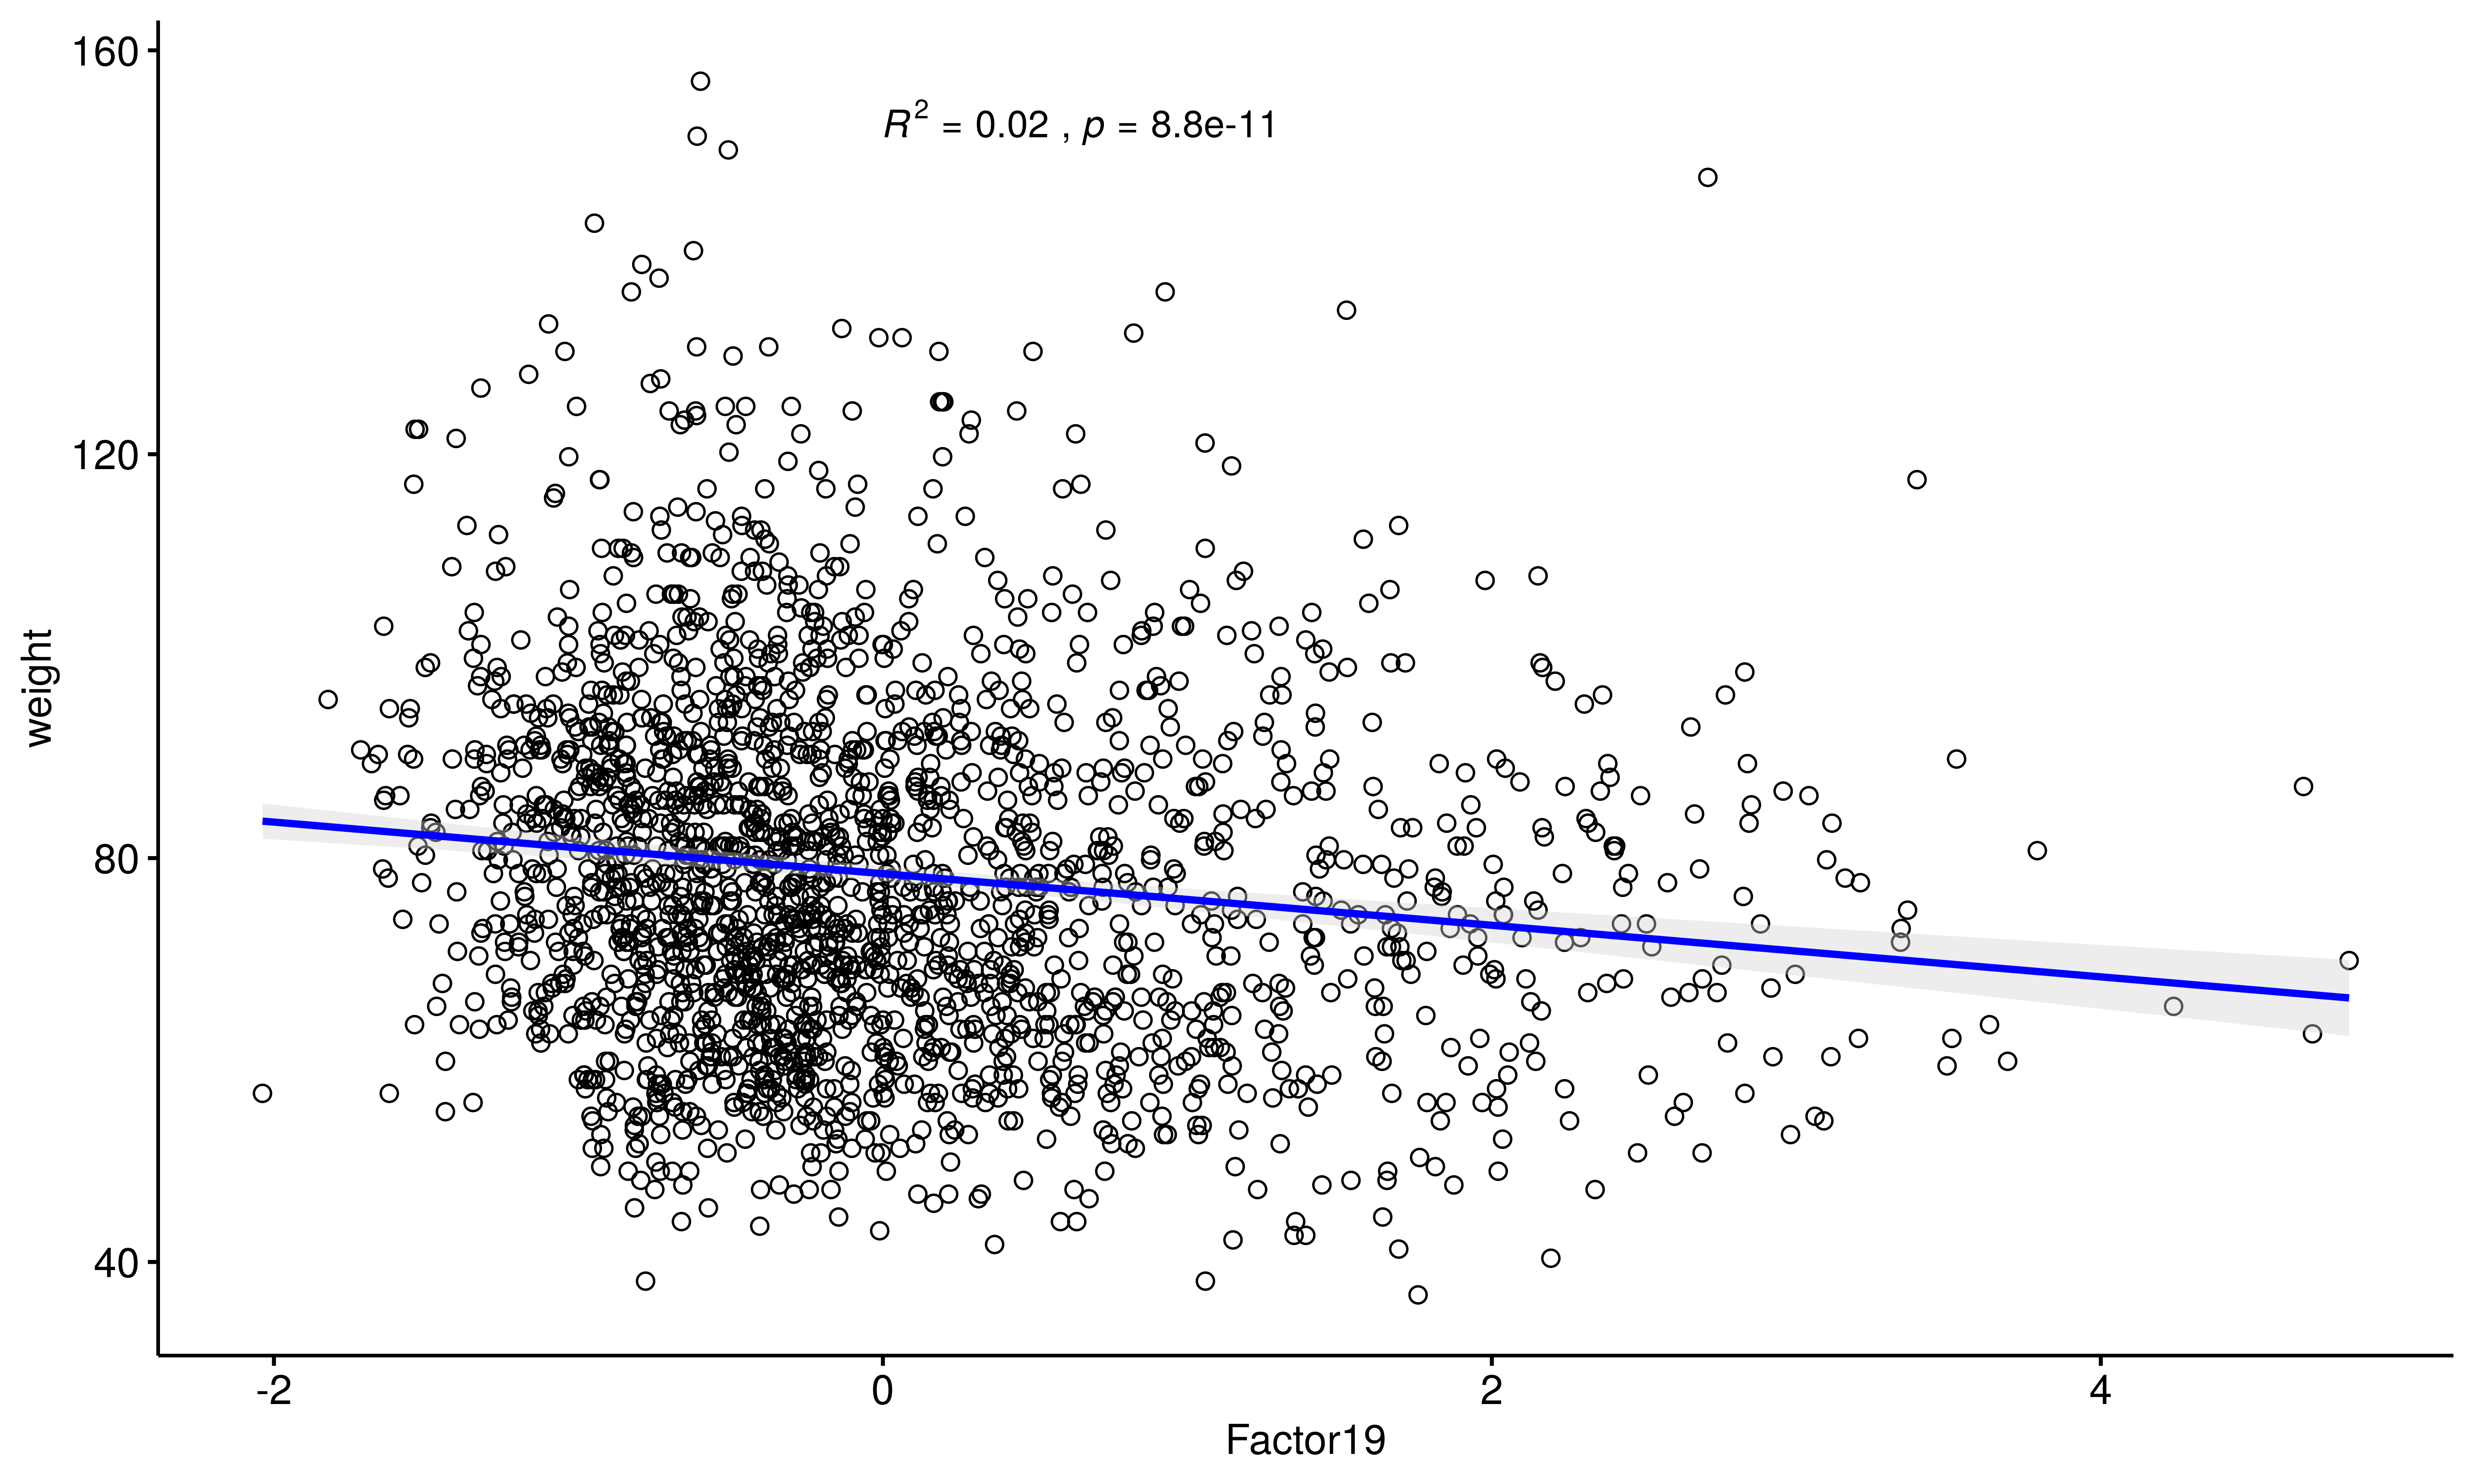 160
R² = 0.02 , p = 8.8e-11
120
weight
80
40
-2 0 2 4
Factor19